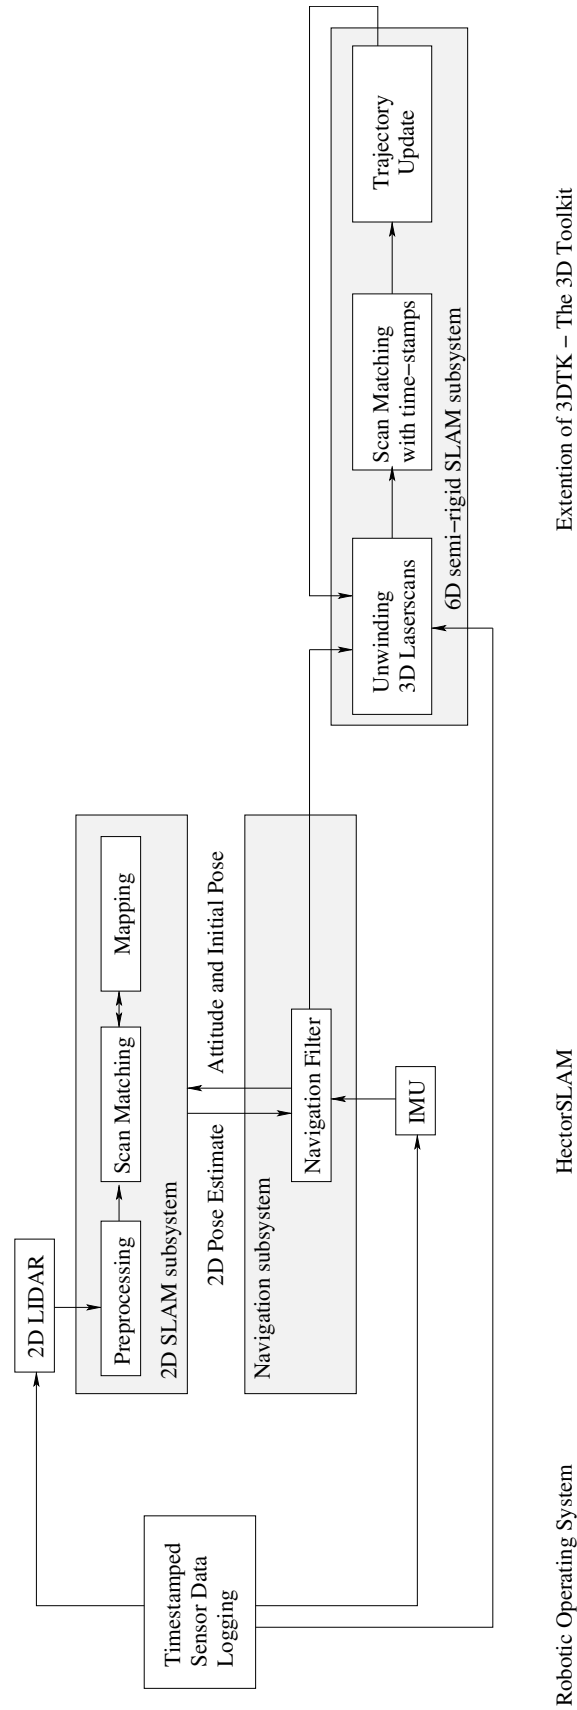 Timestamped
Sensor Data
Logging
2D LIDAR
Preprocessing
Scan Matching
Mapping
2D SLAM subsystem
2D Pose Estimate
Attitude and Initial Pose
Navigation subsystem
Navigation Filter
IMU
Unwinding
3D Laserscans
Scan Matching
with time−stamps
Trajectory
Update
6D semi−rigid SLAM subsystem
Robotic Operating System
HectorSLAM
Extention of 3DTK − The 3D Toolkit